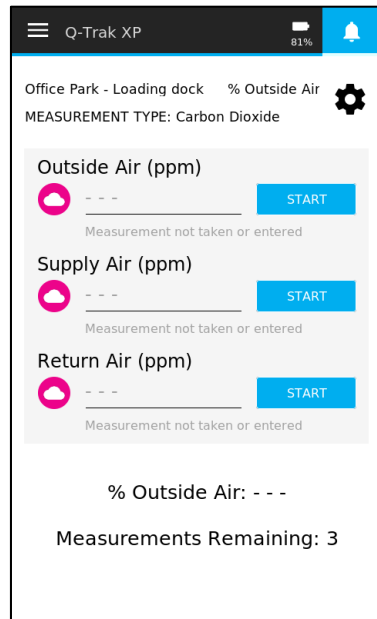 Q-Trak XP
81%
Office Park - Loading dock % Outside Air
MEASUREMENT TYPE: Carbon Dioxide
Outside Air (ppm)
- - -
START
Measurement not taken or entered
Supply Air (ppm)
- - -
START
Measurement not taken or entered
Return Air (ppm)
- - -
START
Measurement not taken or entered
% Outside Air: - - -
Measurements Remaining: 3